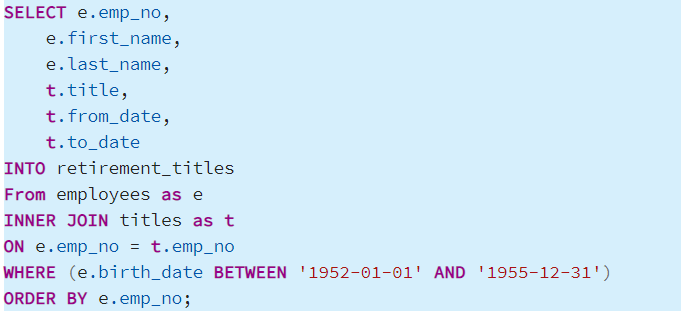 SELECT e.emp_no,
    e.first_name,
    e.last_name,
    t.title,
    t.from_date,
    t.to_date
INTO retirement_titles
From employees as e
INNER JOIN titles as t
ON e.emp_no = t.emp_no
WHERE (e.birth_date BETWEEN '1952-01-01' AND '1955-12-31')
ORDER BY e.emp_no;